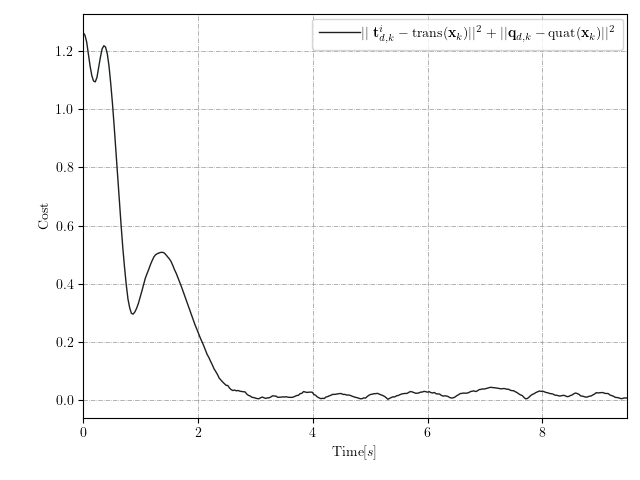 || t^i_{d,k} − trans(x_k)||^2 + ||q_{d,k} − quat(x_k)||^2
1.2
1.0
0.8
0.6
0.4
0.2
0.0
Cost
0 2 4 6 8
Time[s]